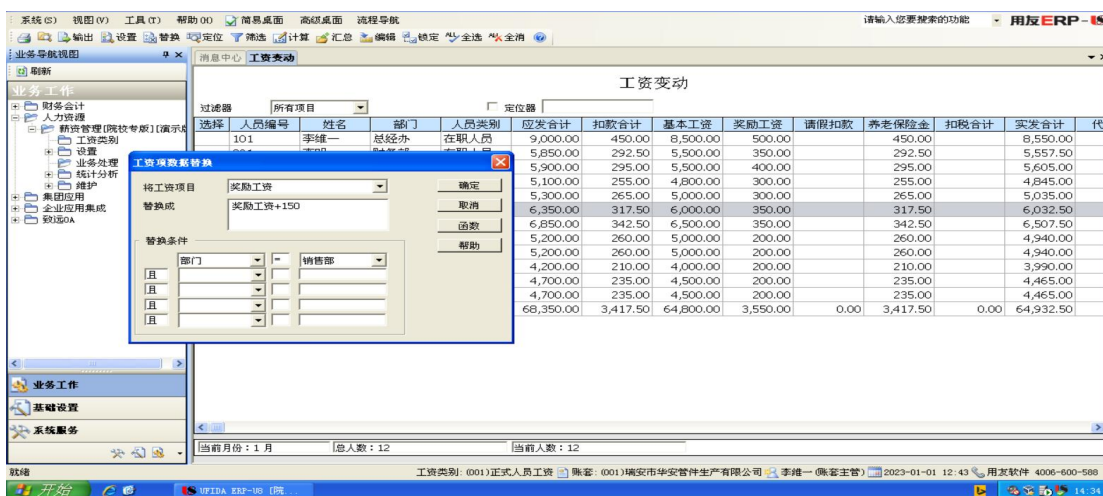 系统(S) 视图(V) 工具(T) 帮助(H) 简易桌面 高级桌面 流程导航 请输入您要搜索的功能 用友ERP-U8
输出 设置 替换 定位 筛选 计算 汇总 编辑 锁定 全选 全消
业务导航视图 消息中心 工资变动
刷新
工资变动
业务工作
财务会计
人力资源
薪资管理[院校专版][演示版
工资类别
设置
业务处理
统计分析
维护
集团应用
企业应用集成
致远OA
过滤器 所有项目 定位器
选择 人员编号 姓名 部门 人员类别 应发合计 扣款合计 基本工资 奖励工资 请假扣款 养老保险金 扣税合计 实发合计 代
101 李维一 总经办 在职人员 9,000.00 450.00 8,500.00 500.00 450.00 8,550.00
5,850.00 292.50 5,500.00 350.00 292.50 5,557.50
5,900.00 295.00 5,500.00 400.00 295.00 5,605.00
5,100.00 255.00 4,800.00 300.00 255.00 4,845.00
5,300.00 265.00 5,000.00 300.00 265.00 5,035.00
6,350.00 317.50 6,000.00 350.00 317.50 6,032.50
6,850.00 342.50 6,500.00 350.00 342.50 6,507.50
5,200.00 260.00 5,000.00 200.00 260.00 4,940.00
5,200.00 260.00 5,000.00 200.00 260.00 4,940.00
4,200.00 210.00 4,000.00 200.00 210.00 3,990.00
4,700.00 235.00 4,500.00 200.00 235.00 4,465.00
4,700.00 235.00 4,500.00 200.00 235.00 4,465.00
68,350.00 3,417.50 64,800.00 3,550.00 0.00 3,417.50 0.00 64,932.50
工资项数据替换
将工资项目 奖励工资 确定
替换成 奖励工资+150 取消
函数
帮助
替换条件
部门 = 销售部
且
且
且
且
业务工作
基础设置
系统服务
当前月份：1 月 总人数：12 当前人数：12
就绪 工资类别: (001)正式人员工资 账套: (001)瑞安市华安管件生产有限公司 李维一 (账套主管) 2023-01-01 12:43 用友软件 4006-600-588
开始 UFIDA ERP-U8 [院... 14:34